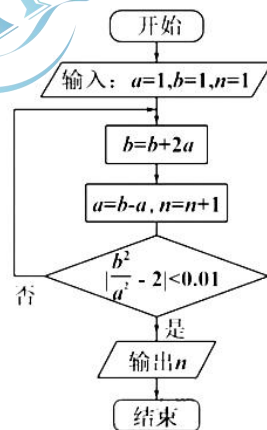 开始
输入：a=1,b=1,n=1
b=b+2a
a=b-a, n=n+1
|b²/a² - 2|<0.01
否
是
输出n
结束